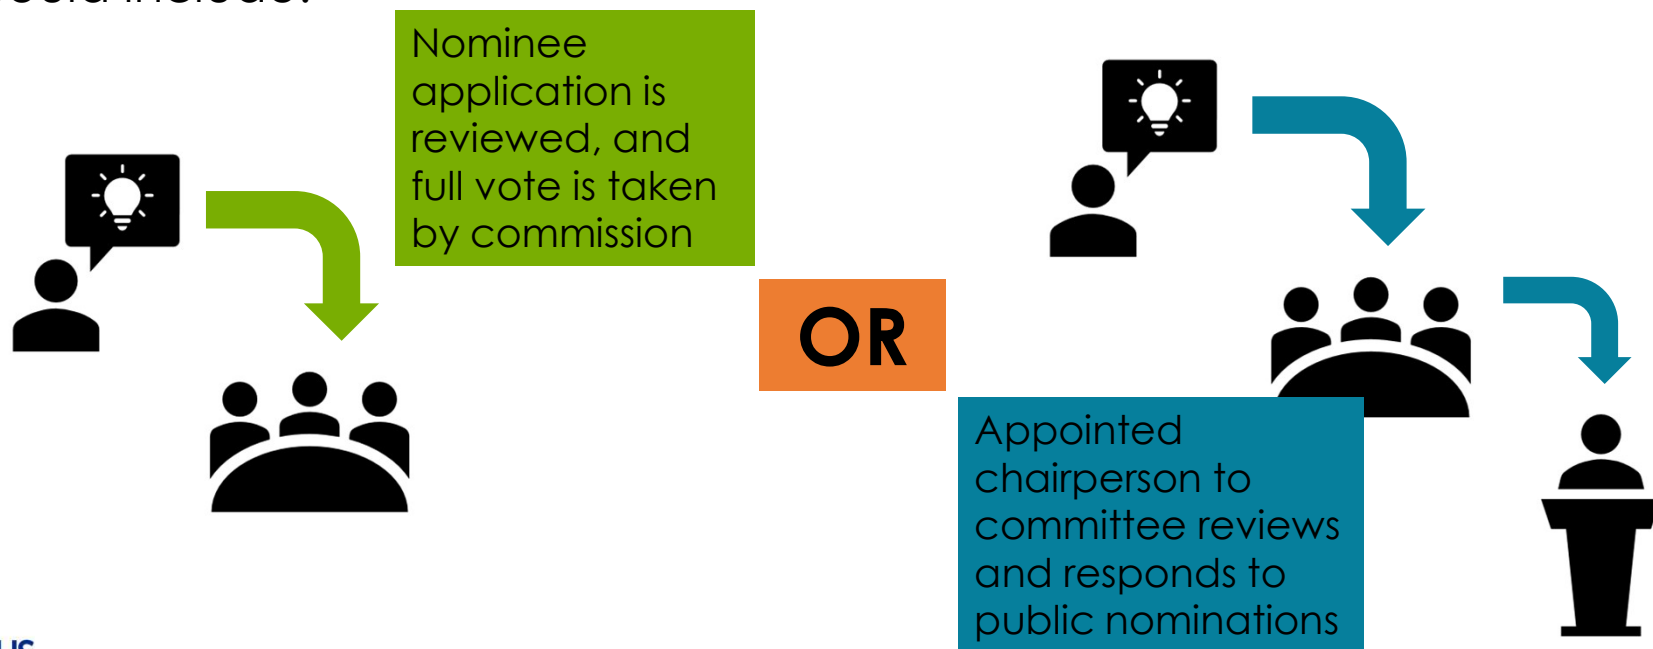 include:
Nominee
application is
reviewed, and
full vote is taken
by commission
OR
Appointed
chairperson to
committee reviews
and responds to
public nominations